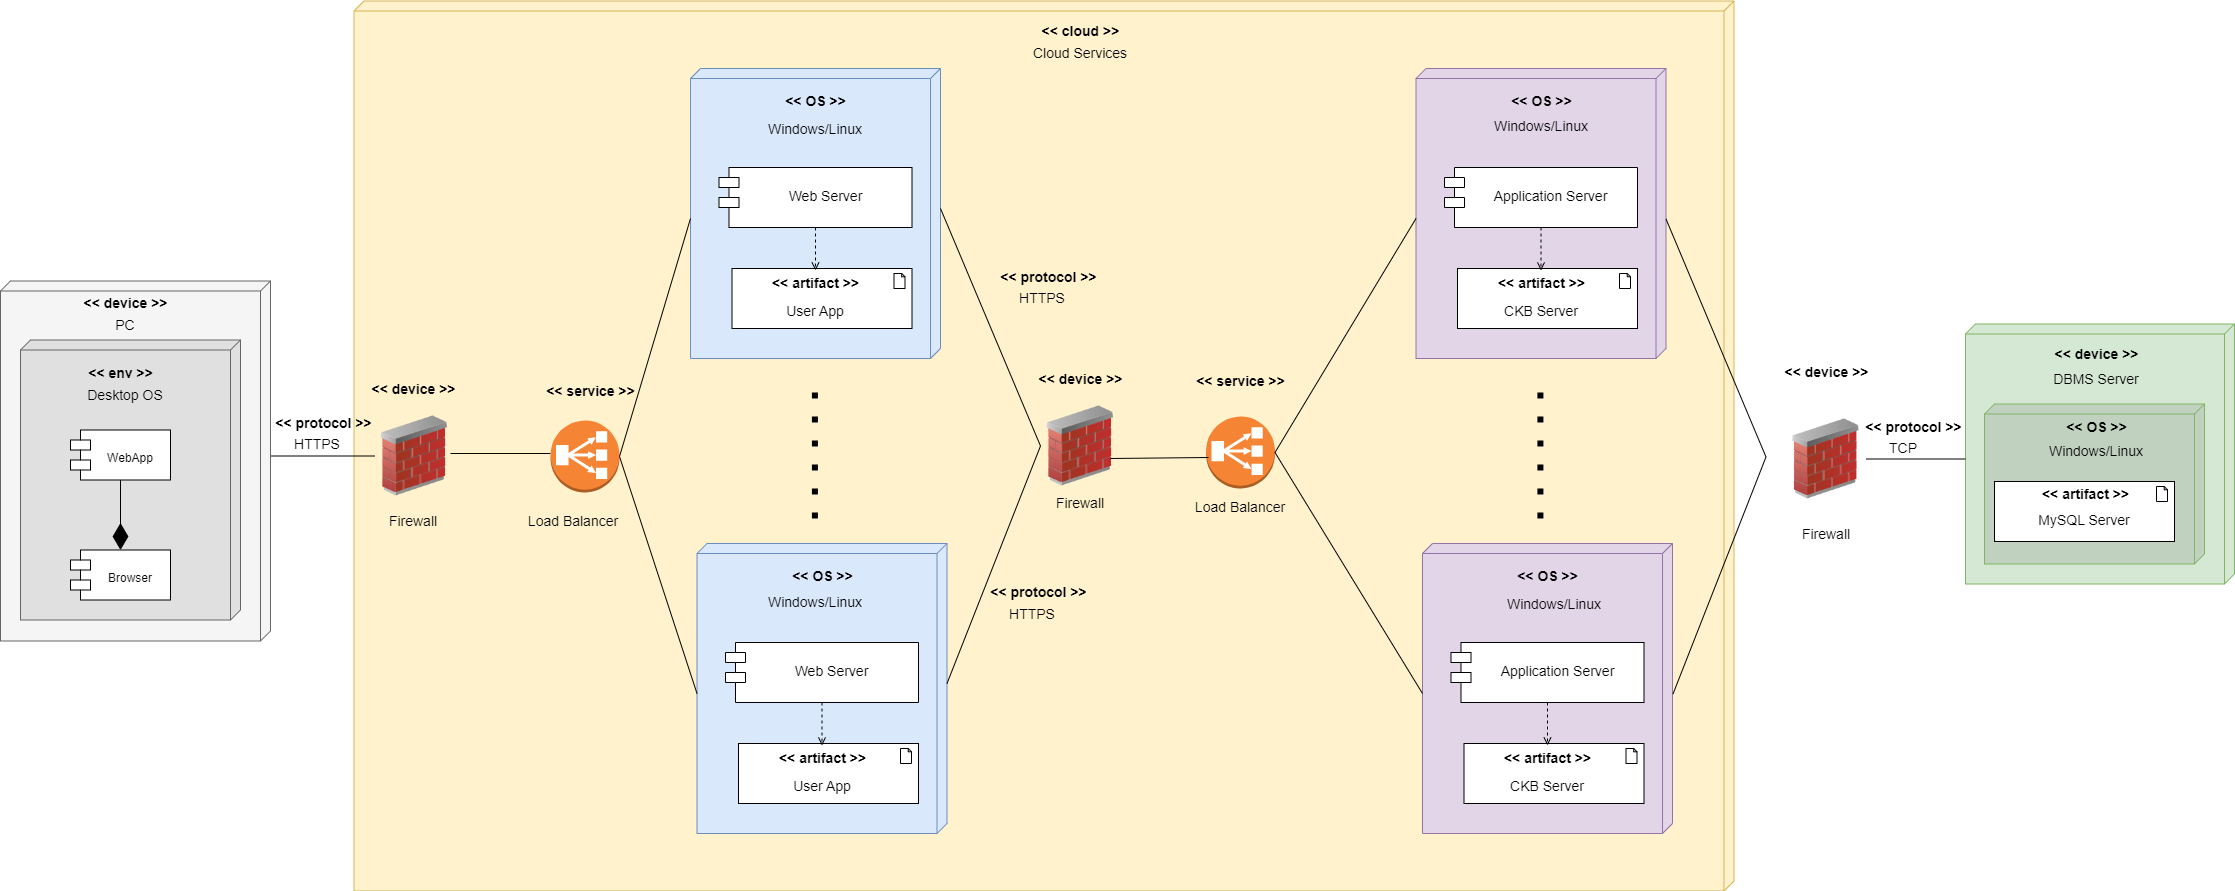 << cloud >>
Cloud Services
<< device >>
PC
<< env >>
Desktop OS
WebApp
Browser
<< protocol >>
HTTPS
<< device >>
Firewall
<< service >>
Load Balancer
<< OS >>
Windows/Linux
Web Server
<< artifact >>
User App
<< OS >>
Windows/Linux
Web Server
<< artifact >>
User App
<< protocol >>
HTTPS
<< protocol >>
HTTPS
<< device >>
Firewall
<< service >>
Load Balancer
<< OS >>
Windows/Linux
Application Server
<< artifact >>
CKB Server
<< OS >>
Windows/Linux
Application Server
<< artifact >>
CKB Server
<< device >>
Firewall
<< protocol >>
TCP
<< device >>
DBMS Server
<< OS >>
Windows/Linux
<< artifact >>
MySQL Server